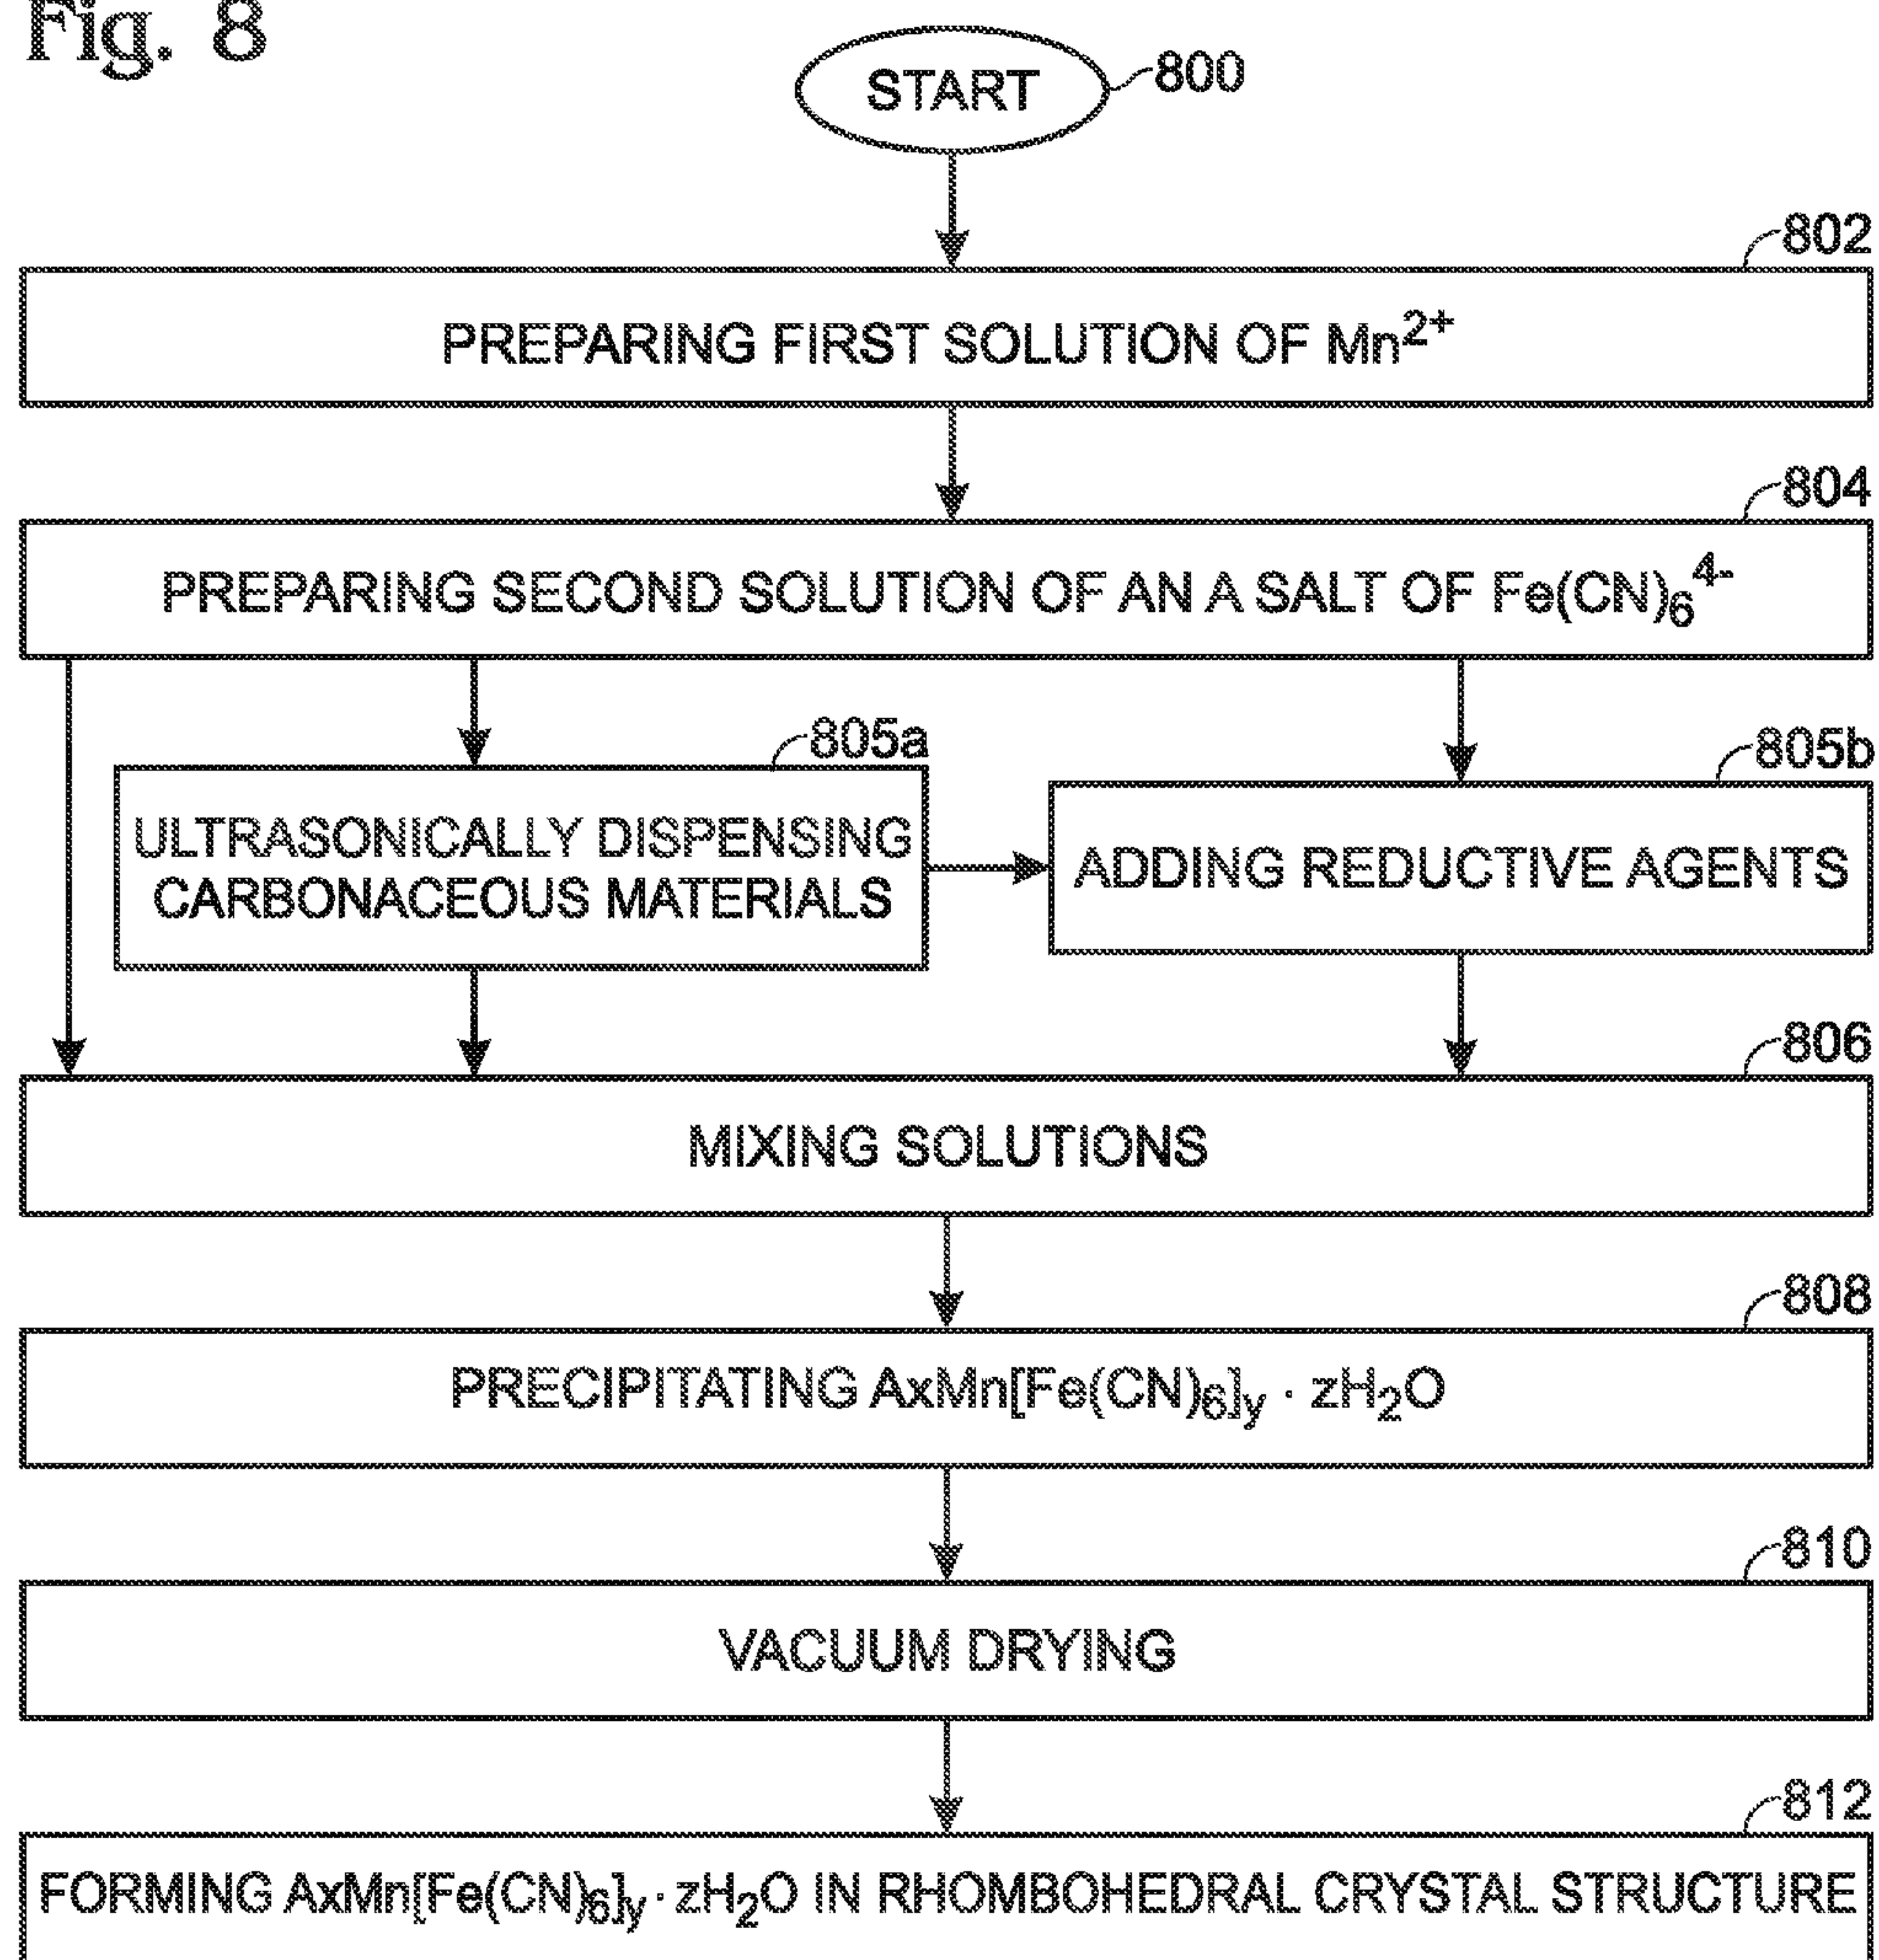 Fig. 8
START
800
802
PREPARING FIRST SOLUTION OF Mn²⁺
804
PREPARING SECOND SOLUTION OF AN A SALT OF Fe(CN)₆⁴⁻
805a
805b
ULTRASONICALLY DISPENSING
CARBONACEOUS MATERIALS
ADDING REDUCTIVE AGENTS
806
MIXING SOLUTIONS
808
PRECIPITATING AxMn[Fe(CN)₆]y · zH₂O
810
VACUUM DRYING
812
FORMING AxMn[Fe(CN)₆]y · zH₂O IN RHOMBOHEDRAL CRYSTAL STRUCTURE